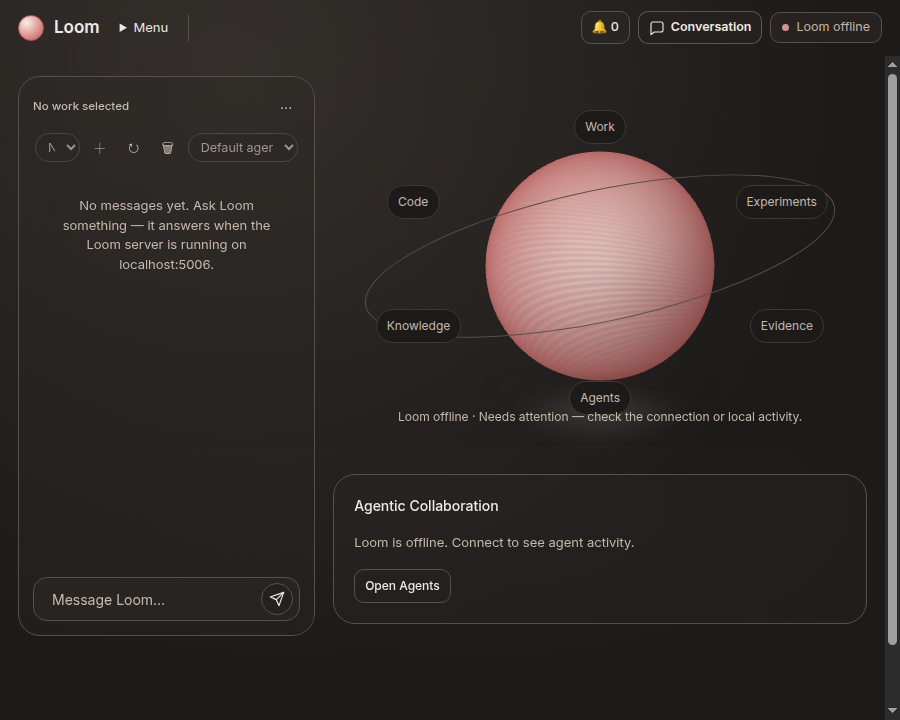 Loom
Menu
0
Conversation
Loom offline
No work selected
...
N
Default ager
No messages yet. Ask Loom
something — it answers when the
Loom server is running on
localhost:5006.
Message Loom...
Work
Code
Experiments
Knowledge
Evidence
Agents
Loom offline · Needs attention — check the connection or local activity.
Agentic Collaboration
Loom is offline. Connect to see agent activity.
Open Agents